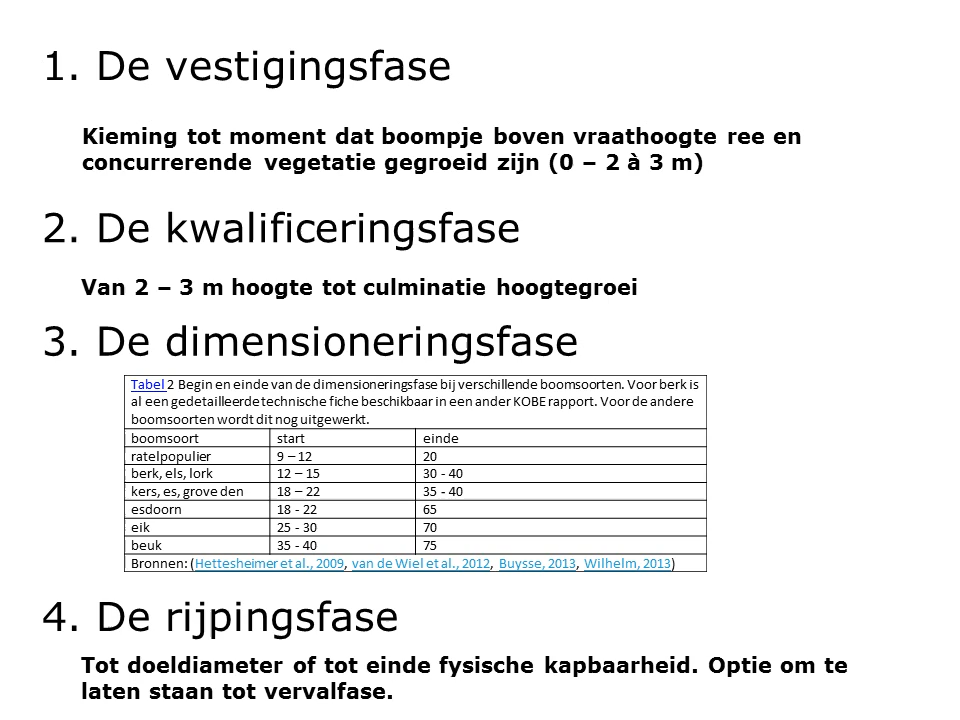 1. De vestigingsfase
Kieming tot moment dat boompje boven vraathoogte ree en
concurrerende vegetatie gegroeid zijn (0 – 2 à 3 m)
2. De kwalificeringsfase
Van 2 – 3 m hoogte tot culminatie hoogtegroei
3. De dimensioneringsfase
Tabel 2 Begin en einde van de dimensioneringsfase bij verschillende boomsoorten. Voor berk is
al een gedetailleerde technische fiche beschikbaar in een ander KOBE rapport. Voor de andere
boomsoorten wordt dit nog uitgewerkt.
boomsoort start einde
ratelpopulier 9 – 12 20
berk, els, lork 12 – 15 30 - 40
kers, es, grove den 18 – 22 35 - 40
esdoorn 18 - 22 65
eik 25 - 30 70
beuk 35 - 40 75
Bronnen: (Hettesheimer et al., 2009, van de Wiel et al., 2012, Buysse, 2013, Wilhelm, 2013)
4. De rijpingsfase
Tot doeldiameter of tot einde fysische kapbaarheid. Optie om te
laten staan tot vervalfase.